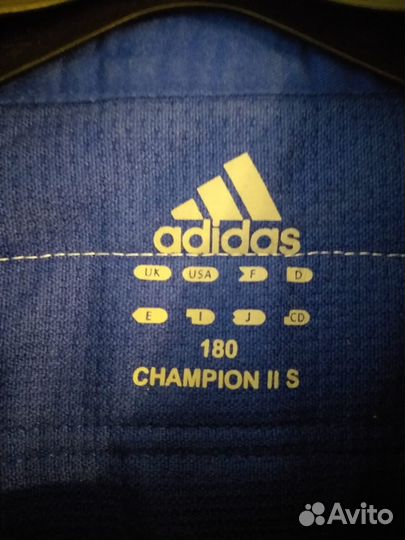 adidas
UK USA F D
E I J CD
180
CHAMPION II S
Avito